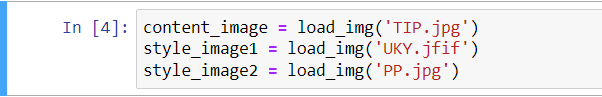 In [4]: content_image = load_img('TIP.jpg')
style_image1 = load_img('UKY.jfif')
style_image2 = load_img('PP.jpg')